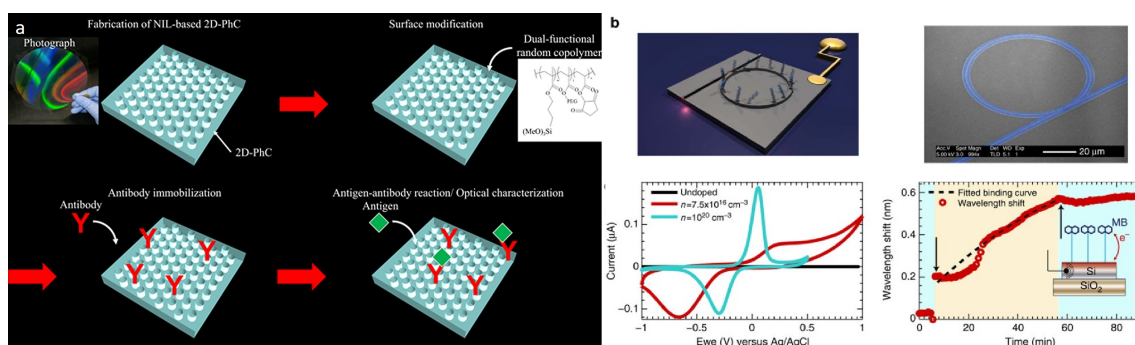 a
Fabrication of NIL-based 2D-PhC
Photograph
2D-PhC
Surface modification
Dual-functional
random copolymer
PEG
(MeO)3Si
Antibody immobilization
Antibody
Antigen-antibody reaction/ Optical characterization
Antigen
b
20 µm
Undoped
n=7.5x10¹⁶ cm⁻³
n=10²⁰ cm⁻³
Current (µA)
0.1
0
−0.1
−1 −0.5 0 0.5 1
Ewe (V) versus Ag/AgCl
Fitted binding curve
Wavelength shift
MB
e⁻
Si
SiO₂
Wavelength shift (nm)
0.6
0.4
0.2
0
0 20 40 60 80
Time (min)